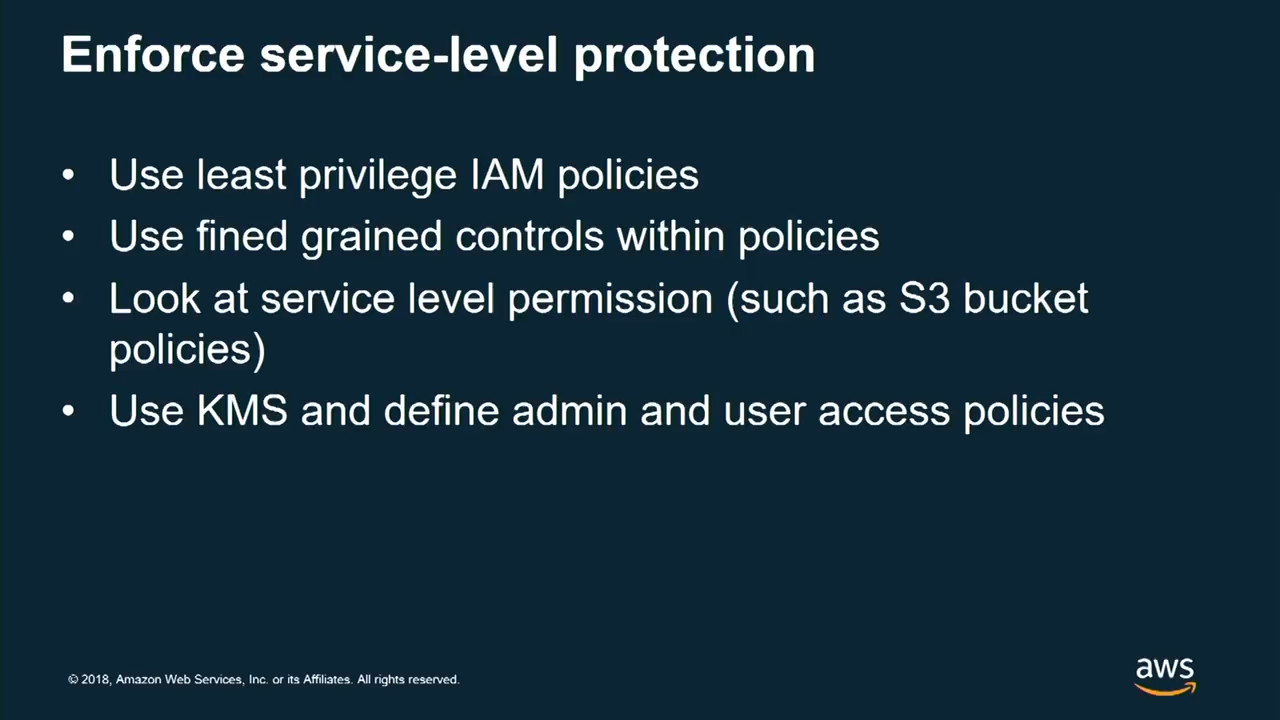 Enforce service-level protection
• Use least privilege IAM policies
• Use fined grained controls within policies
• Look at service level permission (such as S3 bucket
policies)
• Use KMS and define admin and user access policies
© 2018, Amazon Web Services, Inc. or its Affiliates. All rights reserved.
aws